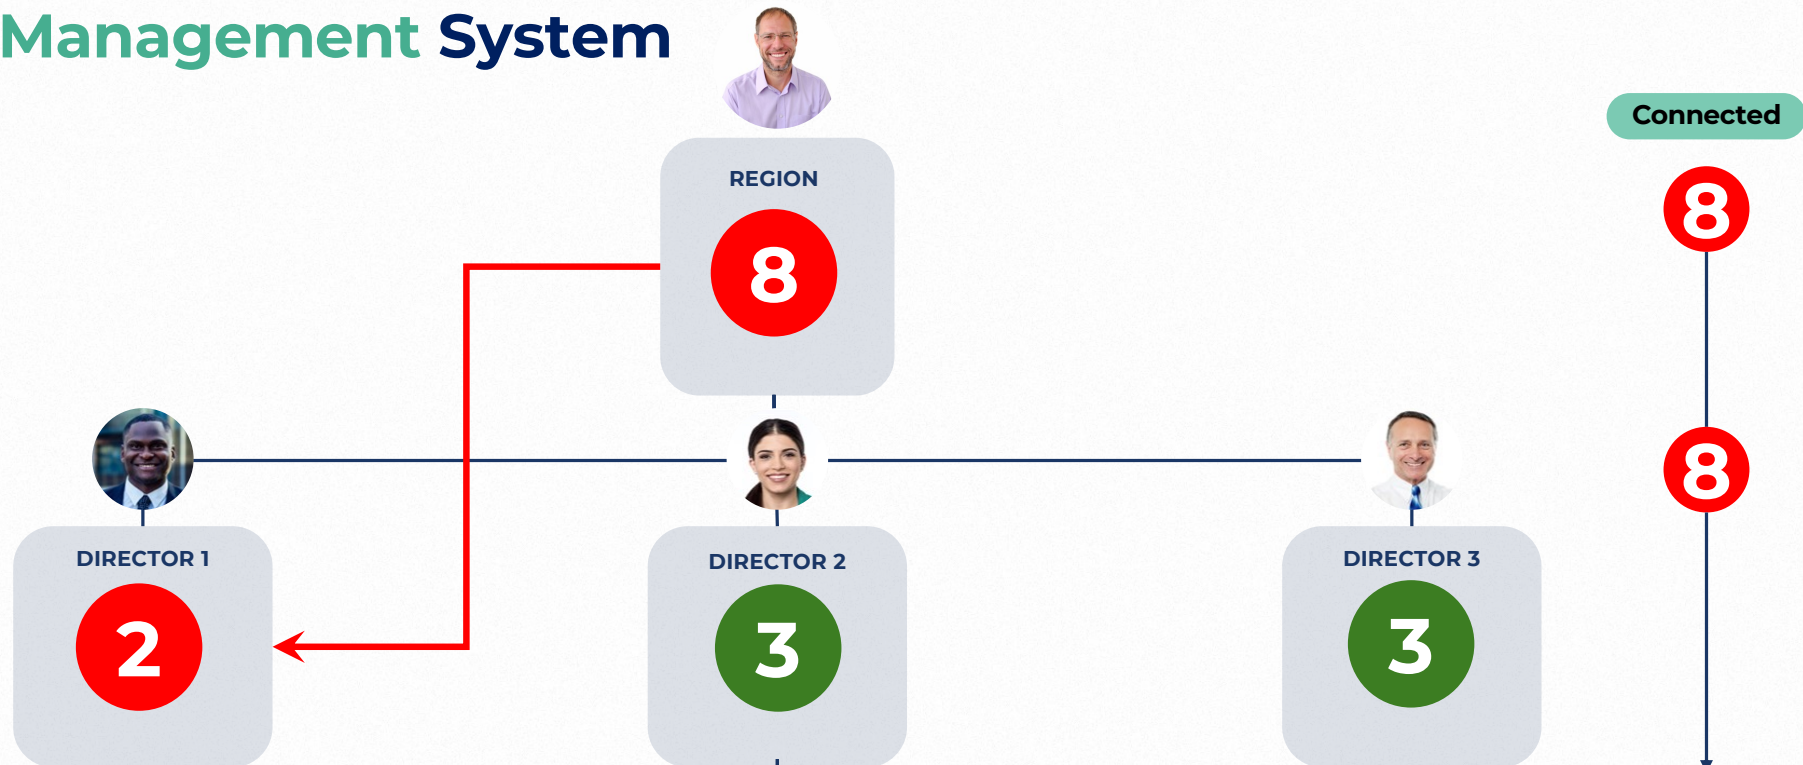 Management System
Connected
REGION
8
8
8
DIRECTOR 1
DIRECTOR 2
DIRECTOR 3
2
3
3